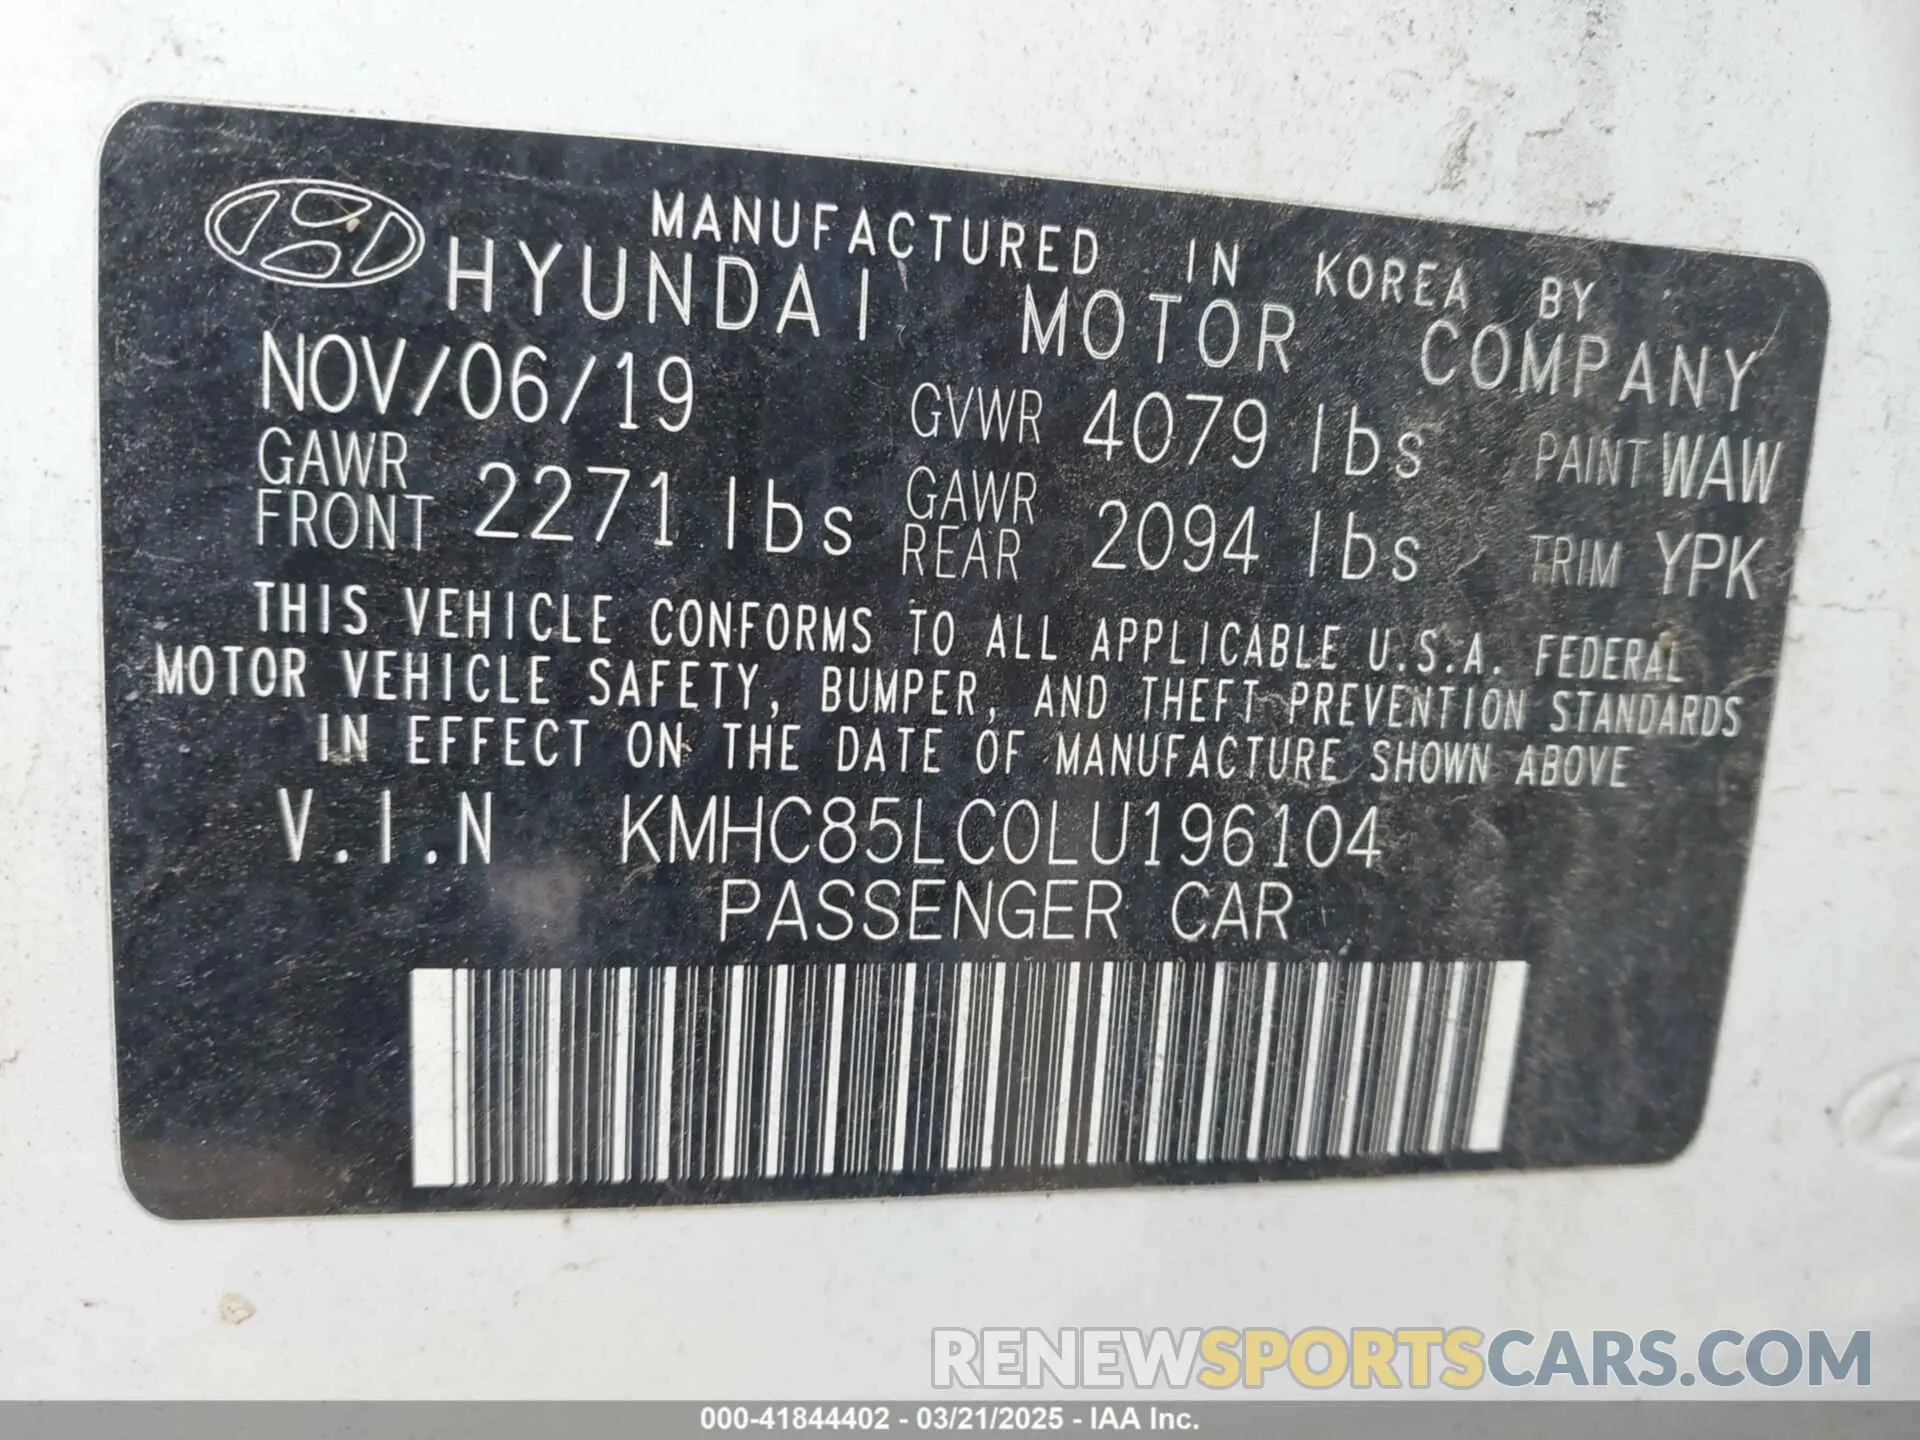 MANUFACTURED IN KOREA BY
HYUNDAI MOTOR COMPANY
NOV/06/19 GVWR 4079 lbs PAINT WAW
GAWR FRONT 2271 lbs GAWR REAR 2094 lbs TRIM YPK
THIS VEHICLE CONFORMS TO ALL APPLICABLE U.S.A. FEDERAL
MOTOR VEHICLE SAFETY, BUMPER, AND THEFT PREVENTION STANDARDS
IN EFFECT ON THE DATE OF MANUFACTURE SHOWN ABOVE
V.I.N KMHC85LC0LU196104
PASSENGER CAR
RENEWSPORTSCARS.COM
000-41844402 - 03/21/2025 - IAA Inc.